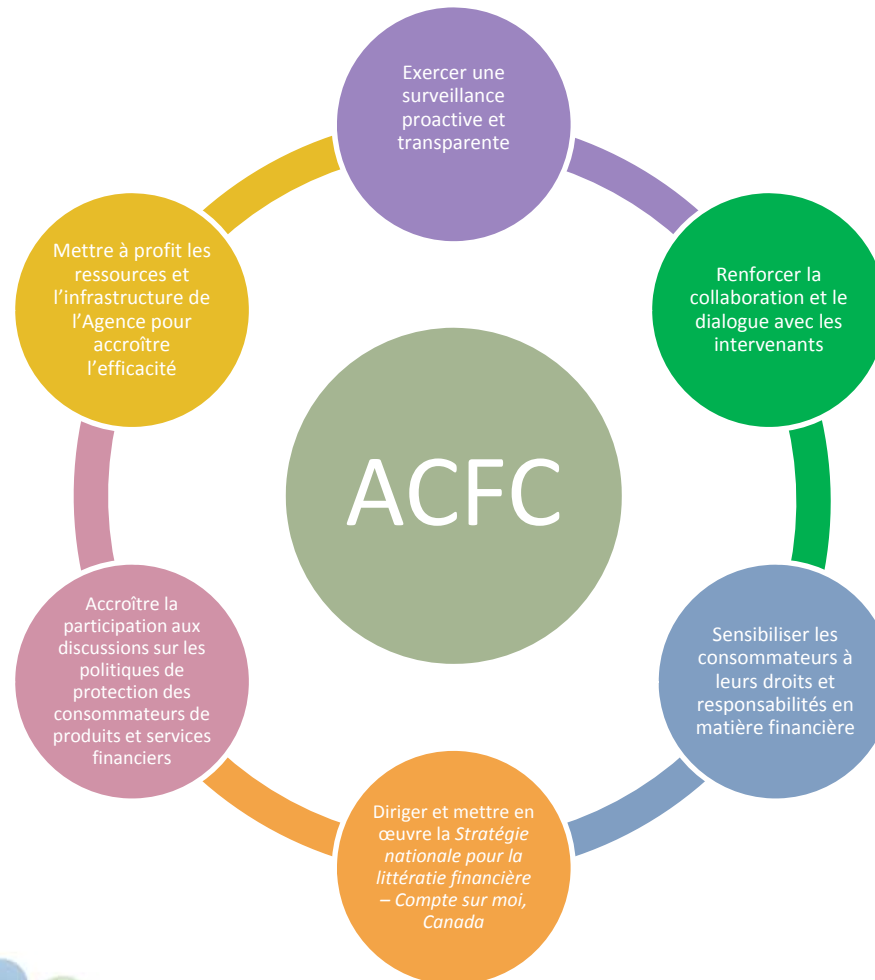 Exercer une
surveillance
proactive et
transparente
Renforcer la
collaboration et le
dialogue avec les
intervenants
Sensibiliser les
consommateurs à
leurs droits et
responsabilités en
matière financière
Diriger et mettre en
œuvre la Stratégie
nationale pour la
littératie financière
– Compte sur moi,
Canada
Accroître la
participation aux
discussions sur les
politiques de
protection des
consommateurs de
produits et services
financiers
Mettre à profit les
ressources et
l’infrastructure de
l’Agence pour
accroître
l’efficacité
ACFC